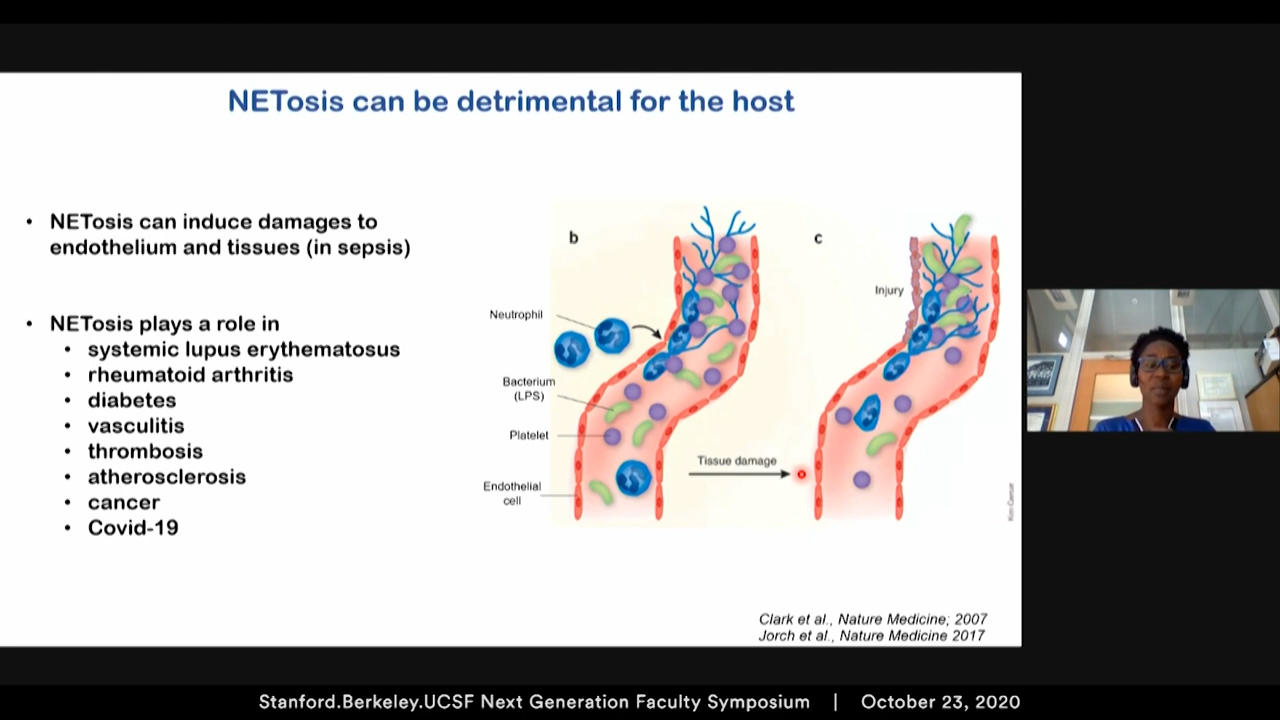 NETosis can be detrimental for the host
• NETosis can induce damages to
endothelium and tissues (in sepsis)
• NETosis plays a role in
• systemic lupus erythematosus
• rheumatoid arthritis
• diabetes
• vasculitis
• thrombosis
• atherosclerosis
• cancer
• Covid-19
b
c
Injury
Neutrophil
Bacterium
(LPS)
Platelet
Tissue damage
Endothelial
cell
Clark et al., Nature Medicine; 2007
Jorch et al., Nature Medicine 2017
Stanford.Berkeley.UCSF Next Generation Faculty Symposium | October 23, 2020